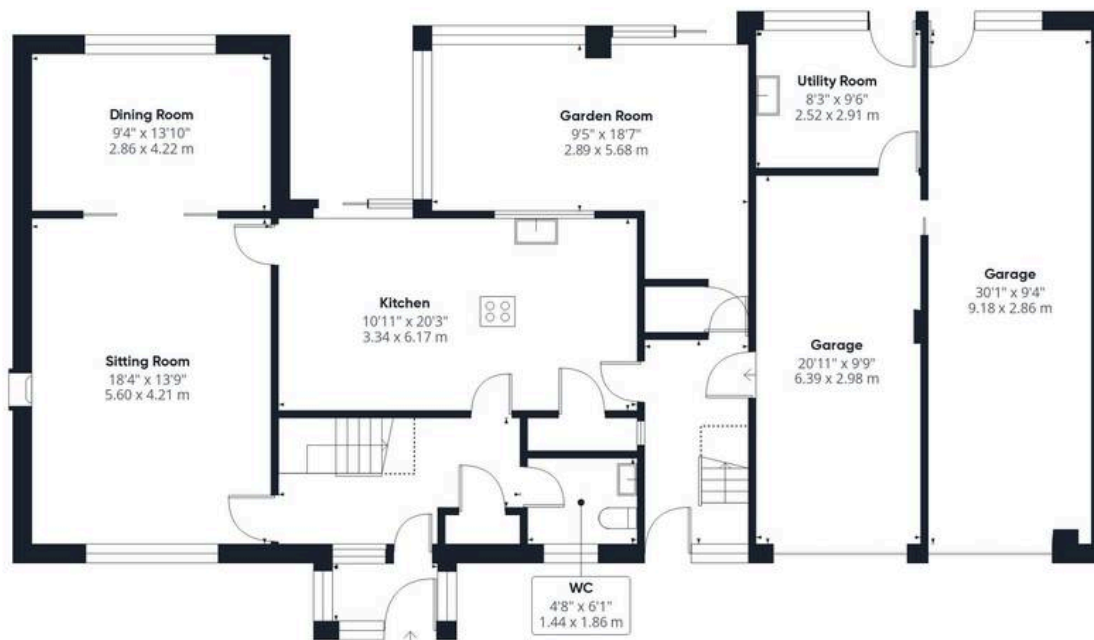 Dining Room
9'4" x 13'10"
2.86 x 4.22 m
Garden Room
9'5" x 18'7"
2.89 x 5.68 m
Utility Room
8'3" x 9'6"
2.52 x 2.91 m
Kitchen
10'11" x 20'3"
3.34 x 6.17 m
Garage
30'1" x 9'4"
9.18 x 2.86 m
Sitting Room
18'4" x 13'9"
5.60 x 4.21 m
Garage
20'11" x 9'9"
6.39 x 2.98 m
WC
4'8" x 6'1"
1.44 x 1.86 m